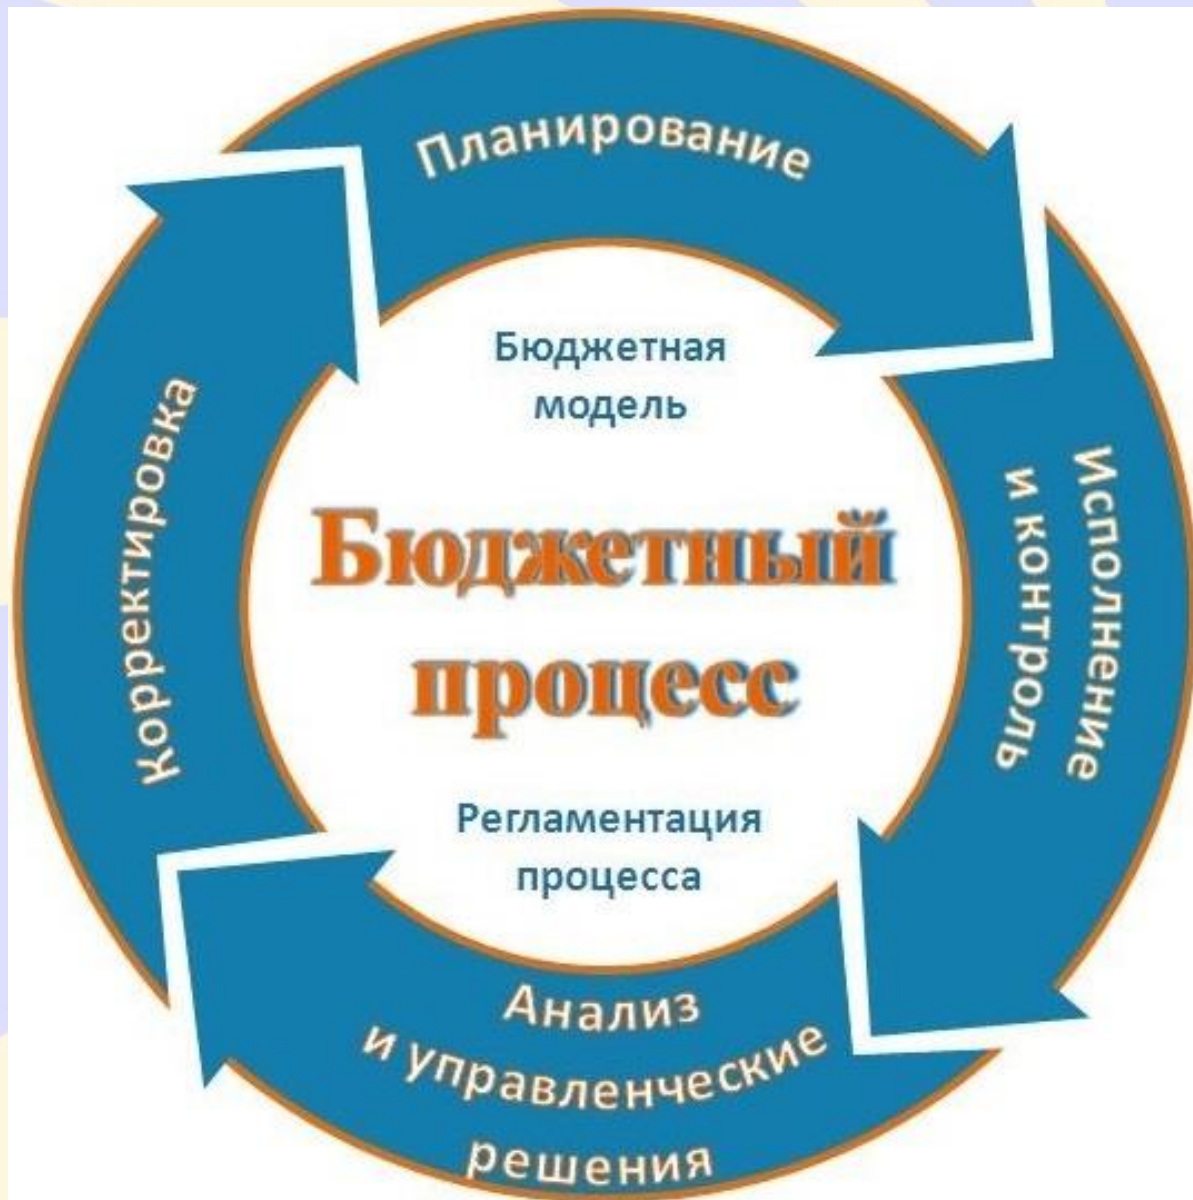 Планирование
Бюджетная
модель
Исполнение
и контроль
Корректировка
Бюджетный
процесс
Регламентация
процесса
Анализ
и управленческие
решения